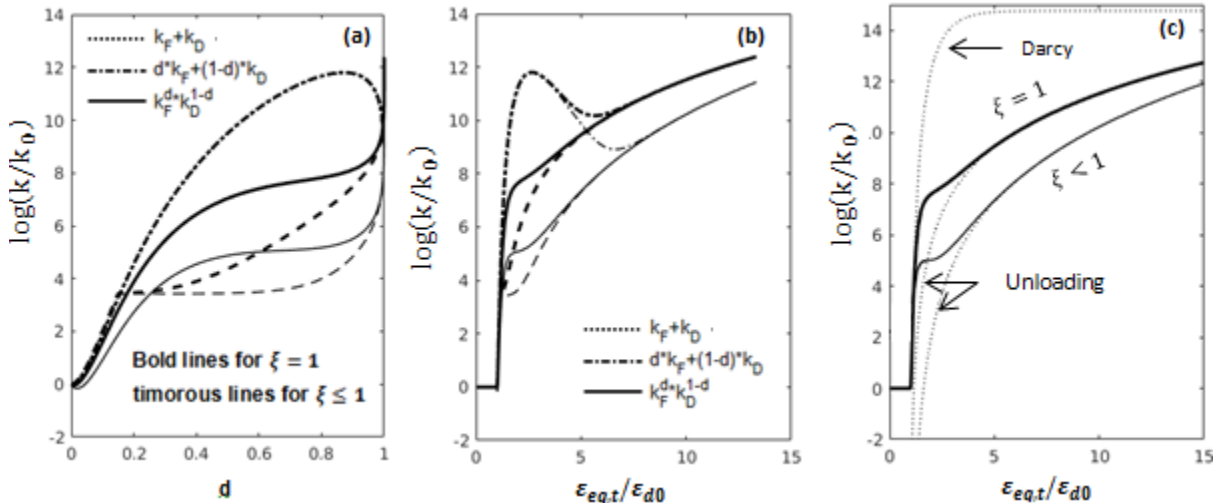 14
12
10
8
6
4
2
0
-2
log(k/k₀)
(a)
k_F+k_D
d*k_F+(1-d)*k_D
k_F^d*k_D^1-d
Bold lines for ξ = 1
timorous lines for ξ ≤ 1
0 0.2 0.4 0.6 0.8 1
d
14
12
10
8
6
4
2
0
-2
log(k/k₀)
(b)
k_F+k_D .
d*k_F+(1-d)*k_D
k_F^d*k_D^1-d
0 5 10 15
ε_eq,t/ε_d0
14
12
.0
8
6
4
2
0
-2
log(k/k₀)
(c)
Darcy
ξ = 1
ξ < 1
Unloading
0 5 10 15
ε_eq,t/ε_d0